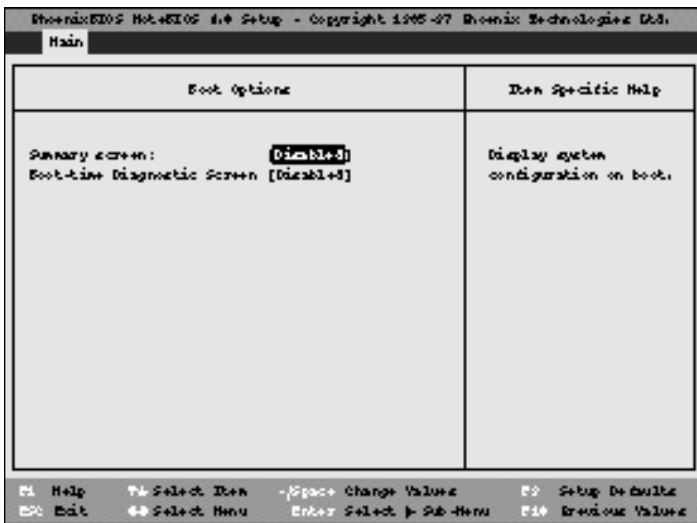 PhoenixBIOS NoteBIOS 4.0 Setup - Copyright 1985-97 Phoenix Technologies Ltd.
Main
Boot Options
Item Specific Help
Summary screen: [Disabled]
Boot-time Diagnostic Screen [Disabled]
Display system
configuration on boot.
F1 Help ↑↓ Select Item -/Space Change Values F9 Setup Defaults
ESC Exit ←→ Select Menu Enter Select ▶ Sub-Menu F10 Previous Values